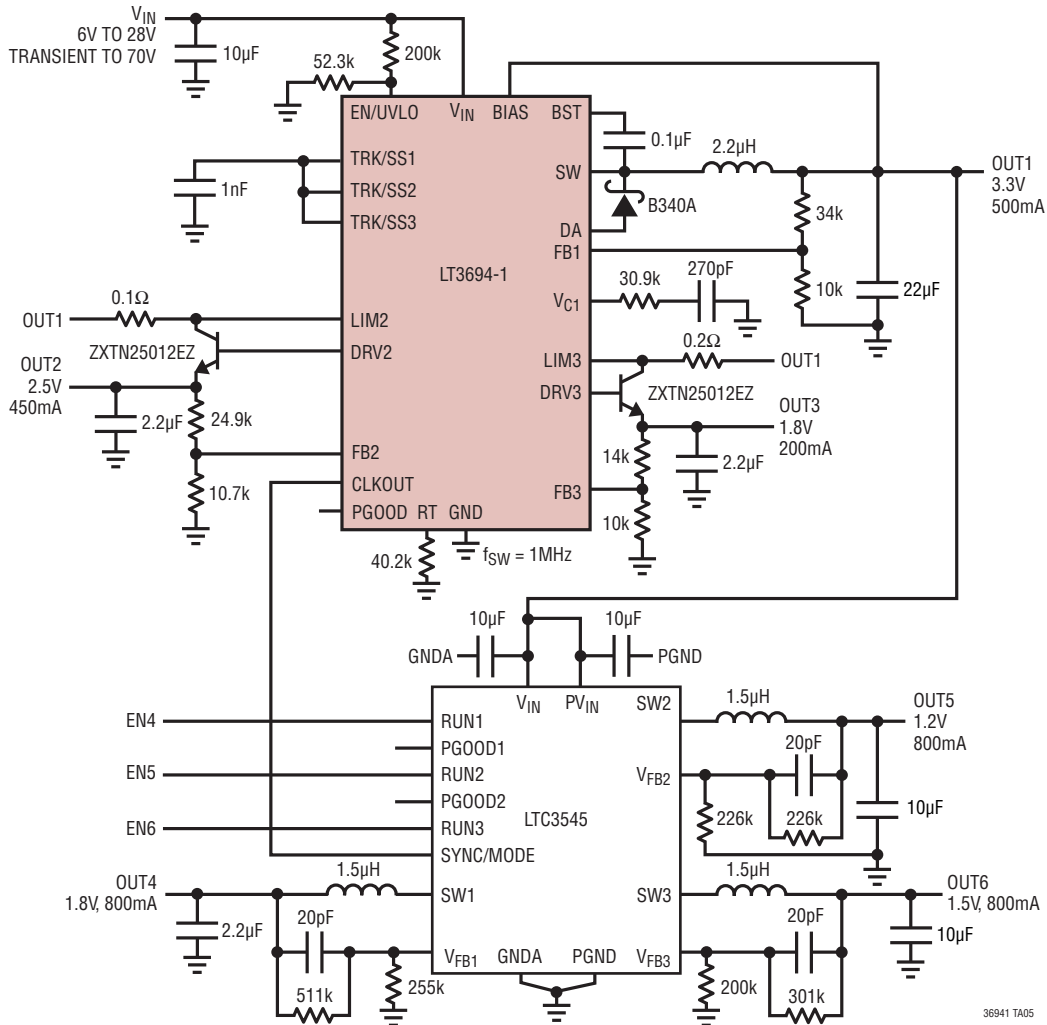 VIN
6V TO 28V
TRANSIENT TO 70V
10µF
52.3k
200k
EN/UVLO
VIN
BIAS
BST
0.1µF
2.2µH
TRK/SS1
SW
OUT1
3.3V
500mA
1nF
TRK/SS2
B340A
34k
TRK/SS3
DA
FB1
LT3694-1
30.9k
270pF
10k
22µF
VC1
0.1Ω
OUT1
LIM2
0.2Ω
ZXTN25012EZ
DRV2
LIM3
OUT1
OUT2
2.5V
450mA
DRV3
ZXTN25012EZ
OUT3
1.8V
200mA
2.2µF
24.9k
14k
2.2µF
FB2
CLKOUT
FB3
10.7k
PGOOD
RT
GND
10k
40.2k
fSW = 1MHz
10µF
10µF
GNDA
PGND
VIN
PVIN
SW2
1.5µH
OUT5
1.2V
800mA
EN4
RUN1
PGOOD1
20pF
EN5
RUN2
VFB2
PGOOD2
LTC3545
226k
226k
10µF
EN6
RUN3
SYNC/MODE
OUT4
1.8V, 800mA
1.5µH
SW1
SW3
1.5µH
OUT6
1.5V, 800mA
2.2µF
20pF
20pF
10µF
VFB1
GNDA
PGND
VFB3
511k
255k
200k
301k
36941 TA05